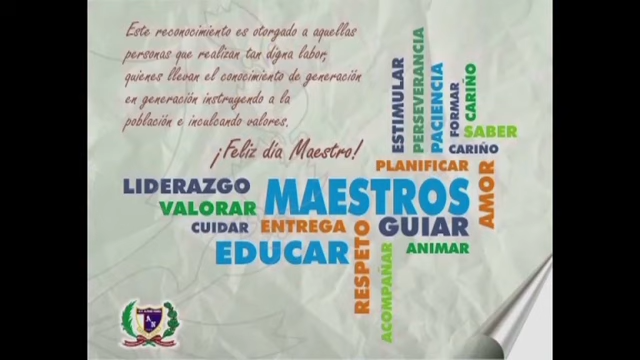 Este reconocimiento es otorgado a aquellas
personas que realizan tan digna labor,
quienes llevan el conocimiento de generación
en generación instruyendo a la
población e inculcando valores.
¡Feliz día Maestro!
ESTIMULAR
PERSEVERANCIA
PACIENCIA
FORMAR
CARIÑO
SABER
CARIÑO
PLANIFICAR
LIDERAZGO
MAESTROS
AMOR
VALORAR
CUIDAR
ENTREGA
GUIAR
EDUCAR
RESPETO
ANIMAR
ACOMPAÑAR